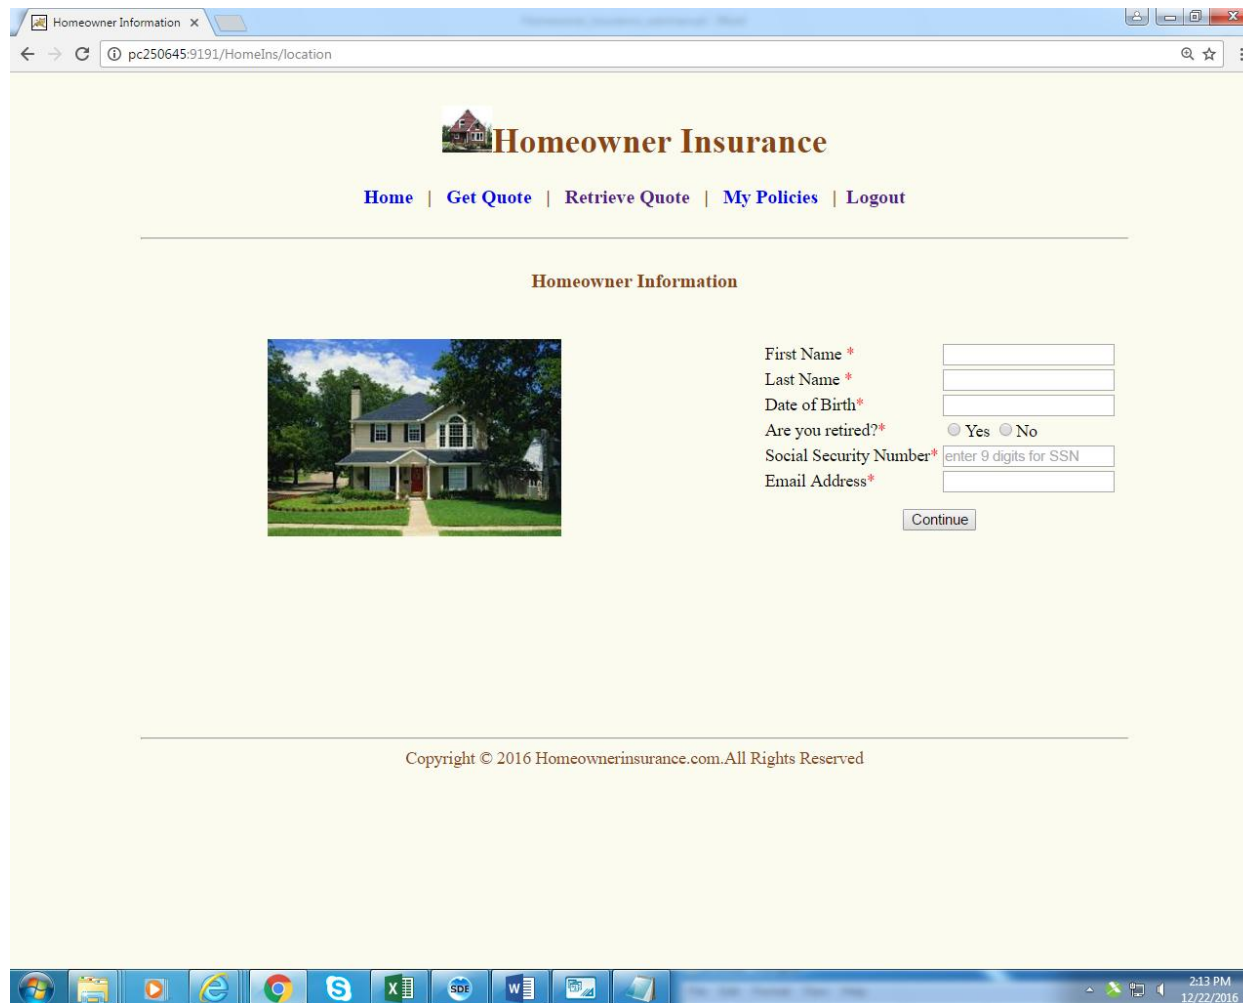 Homeowner Information
pc250645:9191/HomeIns/location
Homeowner Insurance
Home | Get Quote | Retrieve Quote | My Policies | Logout
Homeowner Information
First Name *
Last Name *
Date of Birth*
Are you retired?* Yes No
Social Security Number* enter 9 digits for SSN
Email Address*
Continue
Copyright © 2016 Homeownerinsurance.com.All Rights Reserved
SDE
2:13 PM
12/22/2016